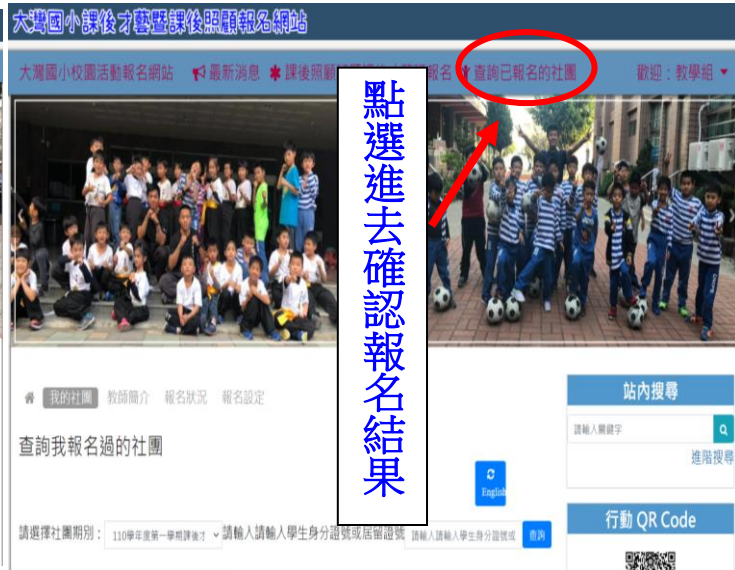 大灣國小課後才藝暨課後照顧報名網站
大灣國小校園活動報名網站 最新消息 課後照顧 報名 查詢已報名的社團 歡迎：教學組
點選進去確認報名結果
我的社團 教師簡介 報名狀況 報名設定
查詢我報名過的社團
English
請選擇社團期別： 110學年度第一學期課後才 請輸入請輸入學生身分證號或居留證號 請輸入請輸入學生身分證號或 查詢
站內搜尋
請輸入關鍵字
進階搜尋
行動 QR Code